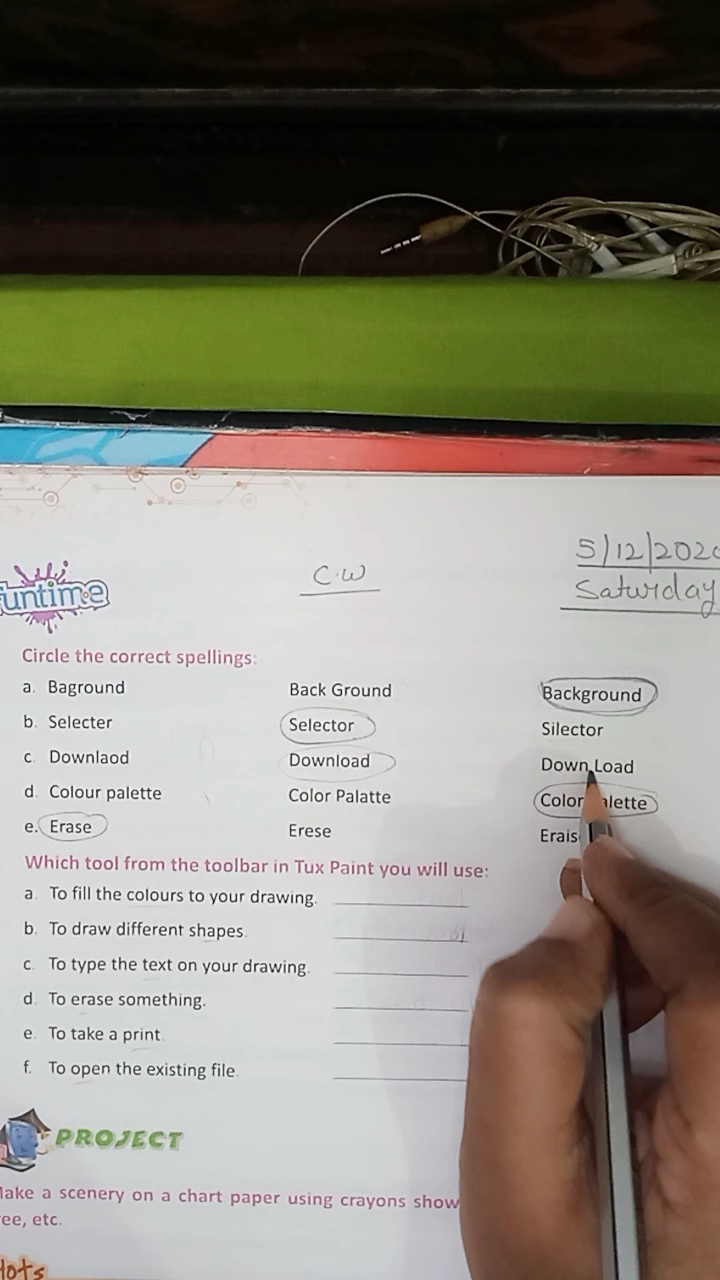 5/12/202
C.W
Saturday
untime
Circle the correct spellings:
a. Baground Back Ground Background
b. Selecter Selector Silector
c. Downlaod Download Down Load
d. Colour palette Color Palatte Color alette
e. Erase Erese Erais
Which tool from the toolbar in Tux Paint you will use:
a. To fill the colours to your drawing.
b. To draw different shapes.
c. To type the text on your drawing.
d. To erase something.
e. To take a print.
f. To open the existing file.
PROJECT
ake a scenery on a chart paper using crayons show
ree, etc.
Hots